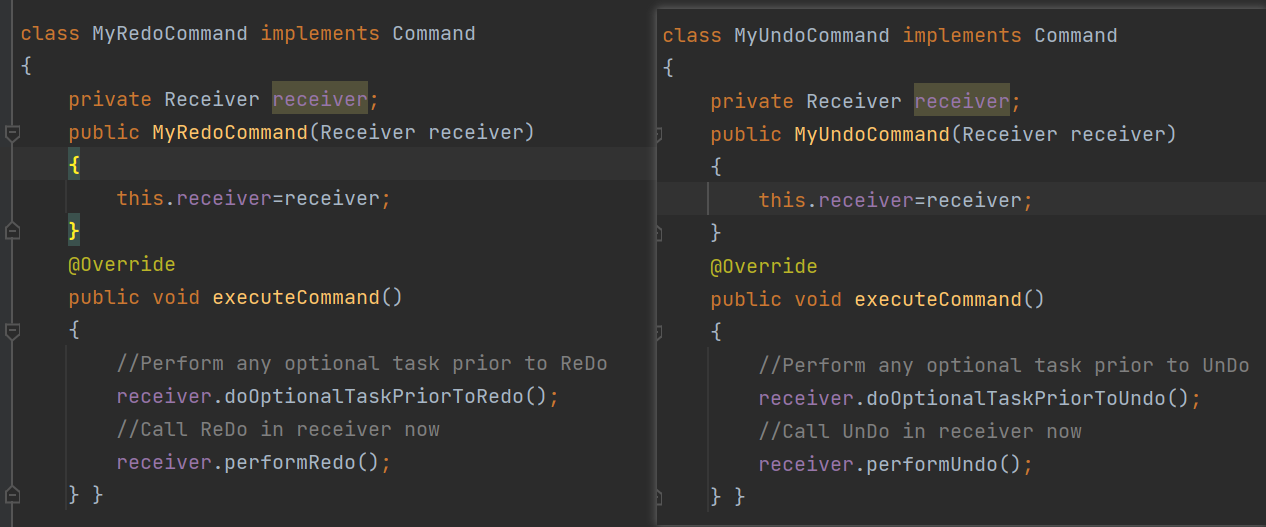 class MyRedoCommand implements Command
{
private Receiver receiver;
public MyRedoCommand(Receiver receiver)
{
this.receiver=receiver;
}
@Override
public void executeCommand()
{
//Perform any optional task prior to ReDo
receiver.doOptionalTaskPriorToRedo();
//Call ReDo in receiver now
receiver.performRedo();
} }
class MyUndoCommand implements Command
{
private Receiver receiver;
public MyUndoCommand(Receiver receiver)
{
this.receiver=receiver;
}
@Override
public void executeCommand()
{
//Perform any optional task prior to UnDo
receiver.doOptionalTaskPriorToUndo();
//Call UnDo in receiver now
receiver.performUndo();
} }